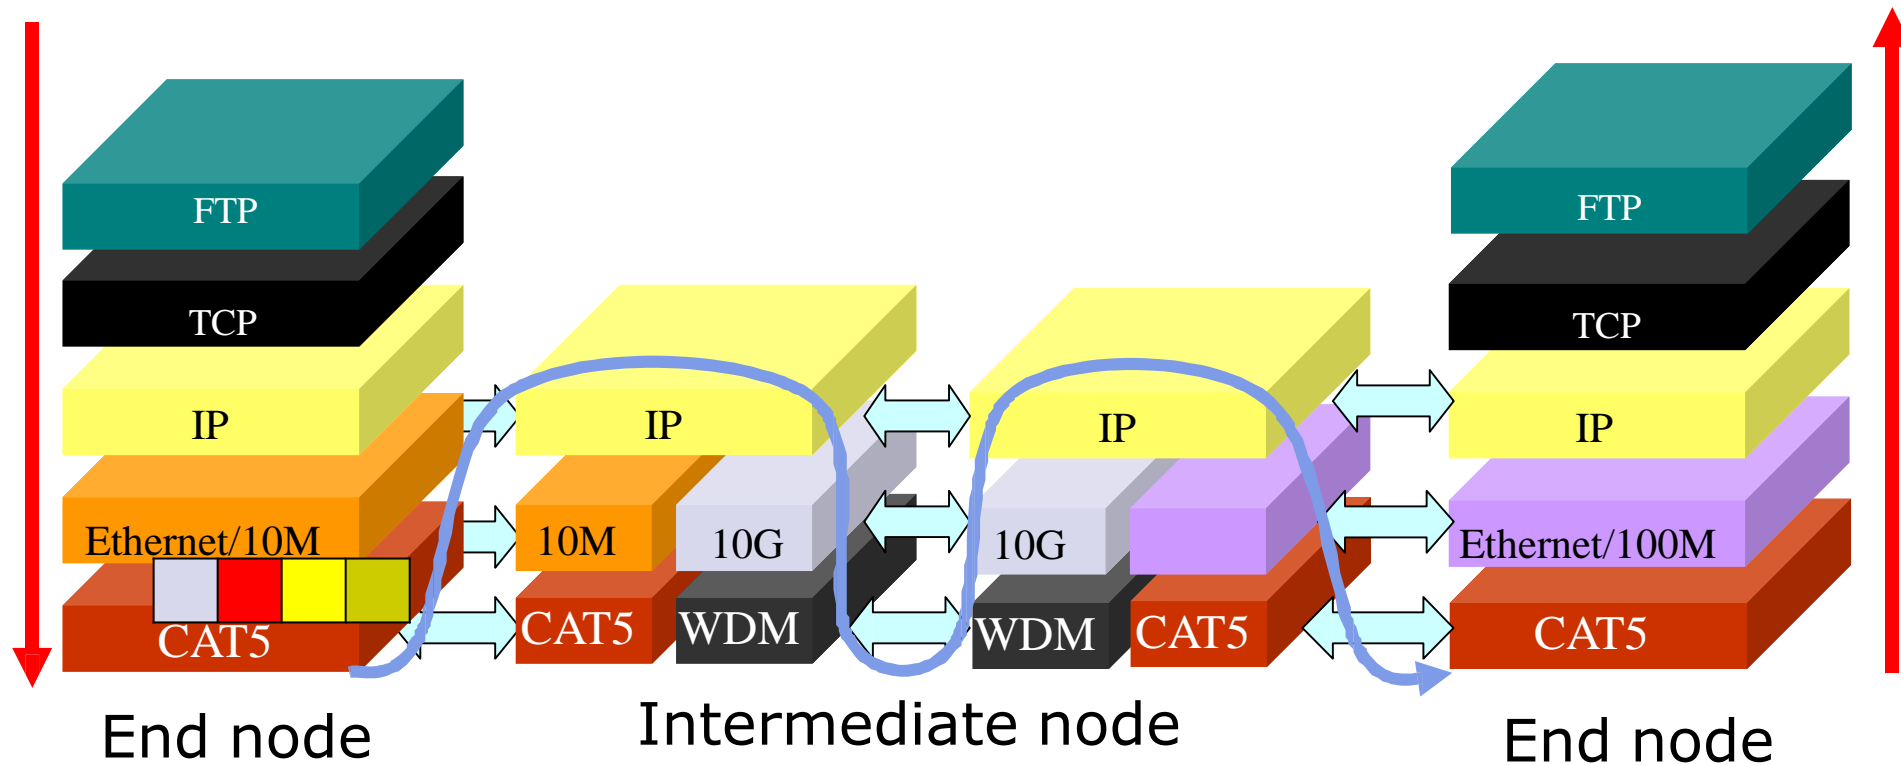 FTP
TCP
IP
Ethernet/10M
CAT5
End node
IP
10M
10G
CAT5
WDM
IP
10G
WDM
CAT5
Intermediate node
FTP
TCP
IP
Ethernet/100M
CAT5
End node